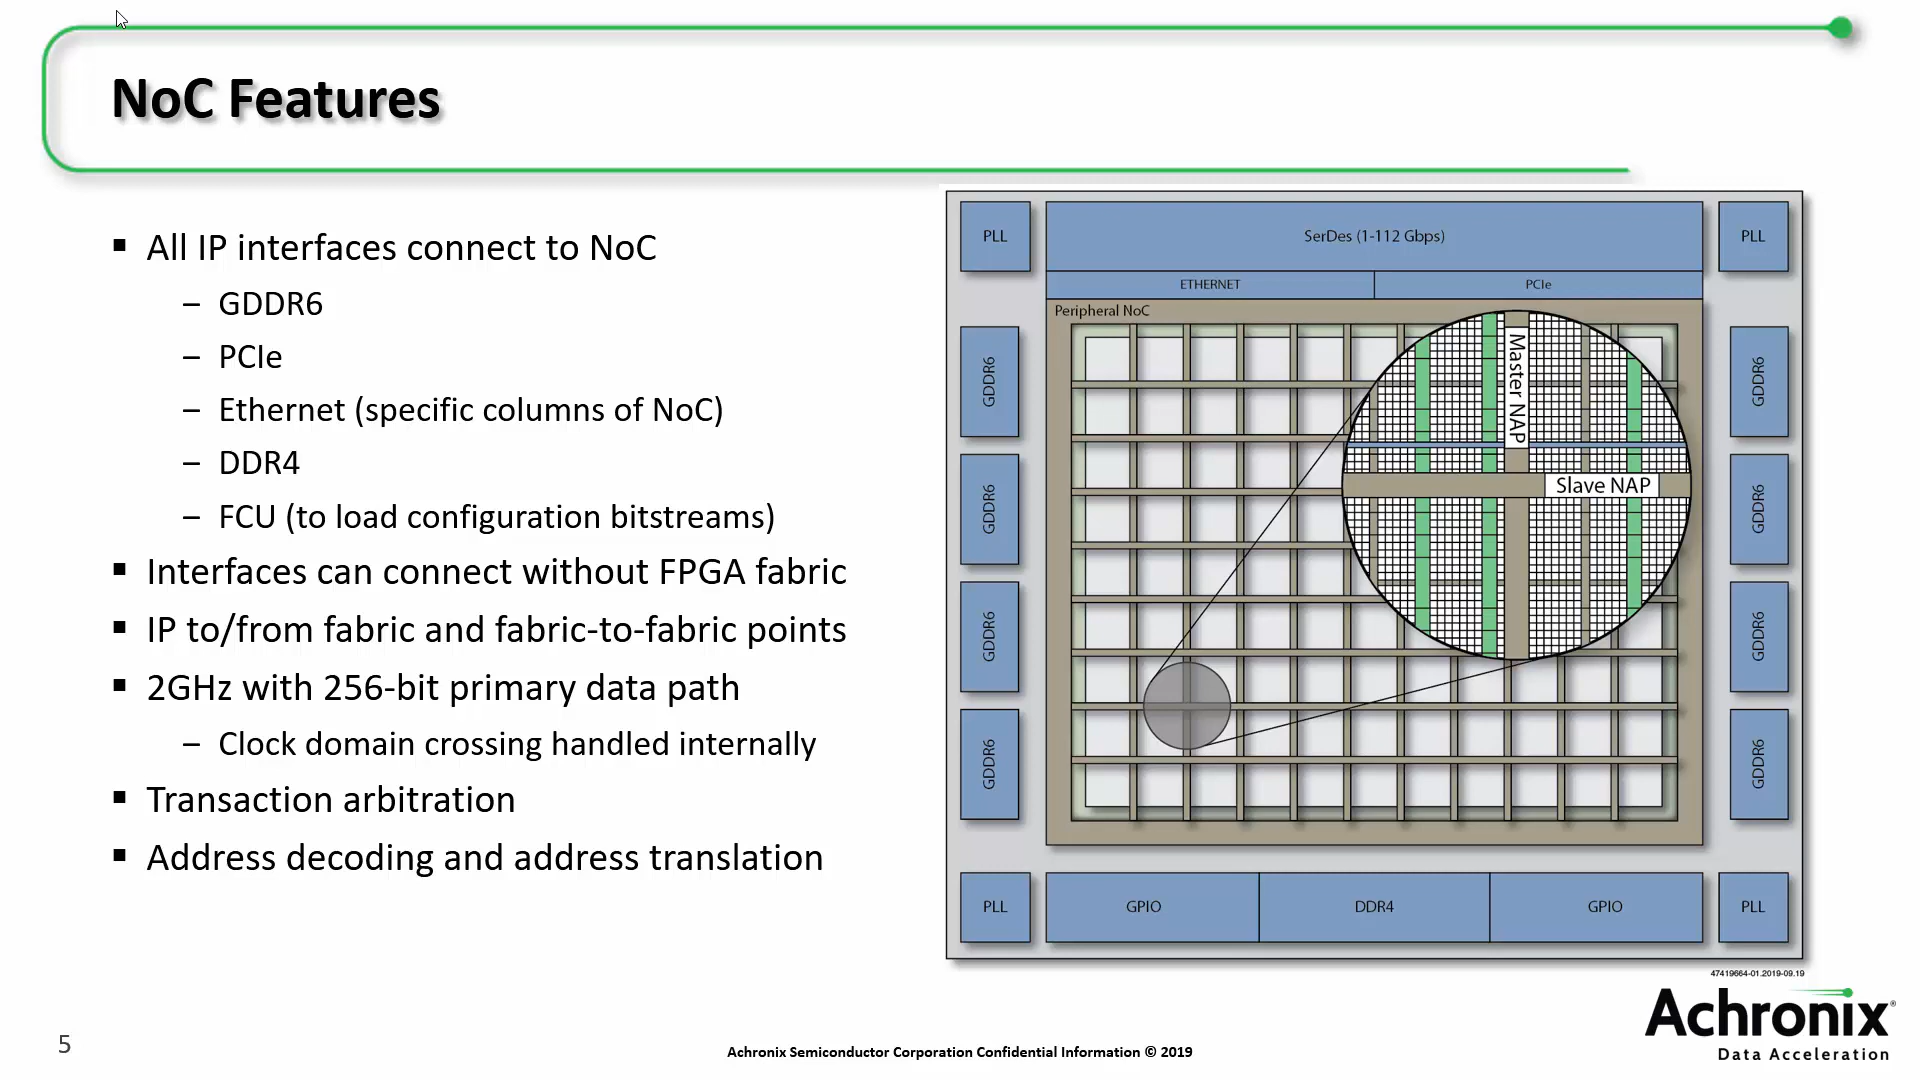 NoC Features
▪ All IP interfaces connect to NoC
– GDDR6
– PCIe
– Ethernet (specific columns of NoC)
– DDR4
– FCU (to load configuration bitstreams)
▪ Interfaces can connect without FPGA fabric
▪ IP to/from fabric and fabric-to-fabric points
▪ 2GHz with 256-bit primary data path
– Clock domain crossing handled internally
▪ Transaction arbitration
▪ Address decoding and address translation
PLL
SerDes (1-112 Gbps)
PLL
ETHERNET
PCIe
Peripheral NoC
Master NAP
Slave NAP
GDDR6
GDDR6
GDDR6
GDDR6
GDDR6
GDDR6
GDDR6
GDDR6
PLL
GPIO
DDR4
GPIO
PLL
47419664-01.2019-09.19
5
Achronix Semiconductor Corporation Confidential Information © 2019
Achronix®
Data Acceleration